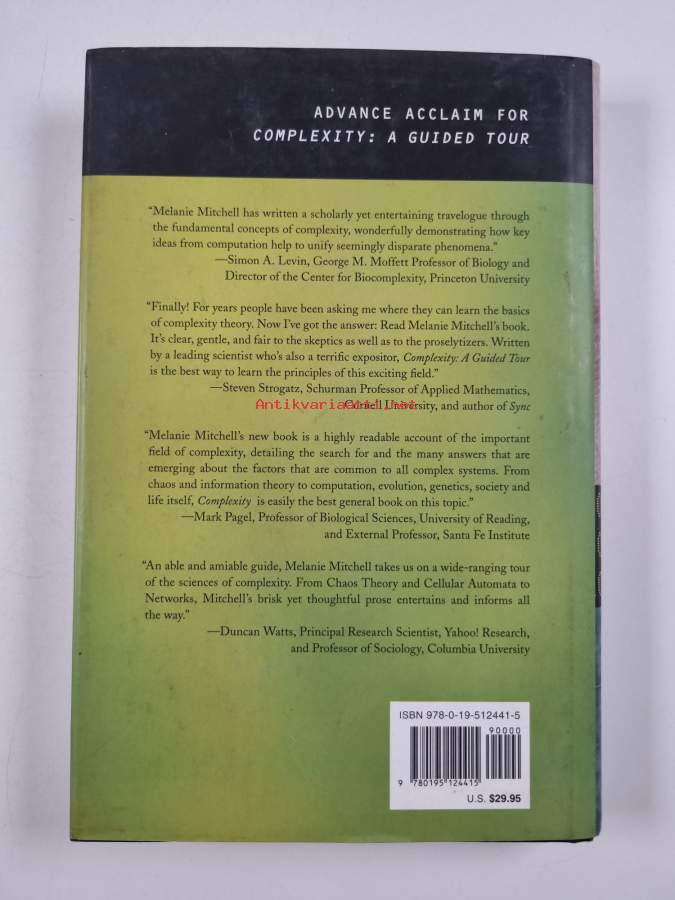 ADVANCE ACCLAIM FOR
COMPLEXITY: A GUIDED TOUR
“Melanie Mitchell has written a scholarly yet entertaining travelogue through
the fundamental concepts of complexity, wonderfully demonstrating how key
ideas from computation help to unify seemingly disparate phenomena.”
—Simon A. Levin, George M. Moffett Professor of Biology and
Director of the Center for Biocomplexity, Princeton University
“Finally! For years people have been asking me where they can learn the basics
of complexity theory. Now I’ve got the answer: Read Melanie Mitchell’s book.
It’s clear, gentle, and fair to the skeptics as well as to the proselytizers. Written
by a leading scientist who’s also a terrific expositor, Complexity: A Guided Tour
is the best way to learn the principles of this exciting field.”
—Steven Strogatz, Schurman Professor of Applied Mathematics,
Cornell University, and author of Sync
“Melanie Mitchell’s new book is a highly readable account of the important
field of complexity, detailing the search for and the many answers that are
emerging about the factors that are common to all complex systems. From
chaos and information theory to computation, evolution, genetics, society and
life itself, Complexity is easily the best general book on this topic.”
—Mark Pagel, Professor of Biological Sciences, University of Reading,
and External Professor, Santa Fe Institute
“An able and amiable guide, Melanie Mitchell takes us on a wide-ranging tour
of the sciences of complexity. From Chaos Theory and Cellular Automata to
Networks, Mitchell’s brisk yet thoughtful prose entertains and informs all
the way.”
—Duncan Watts, Principal Research Scientist, Yahoo! Research,
and Professor of Sociology, Columbia University
ISBN 978-0-19-512441-5
90000
9 780195 124415
U.S. $29.95